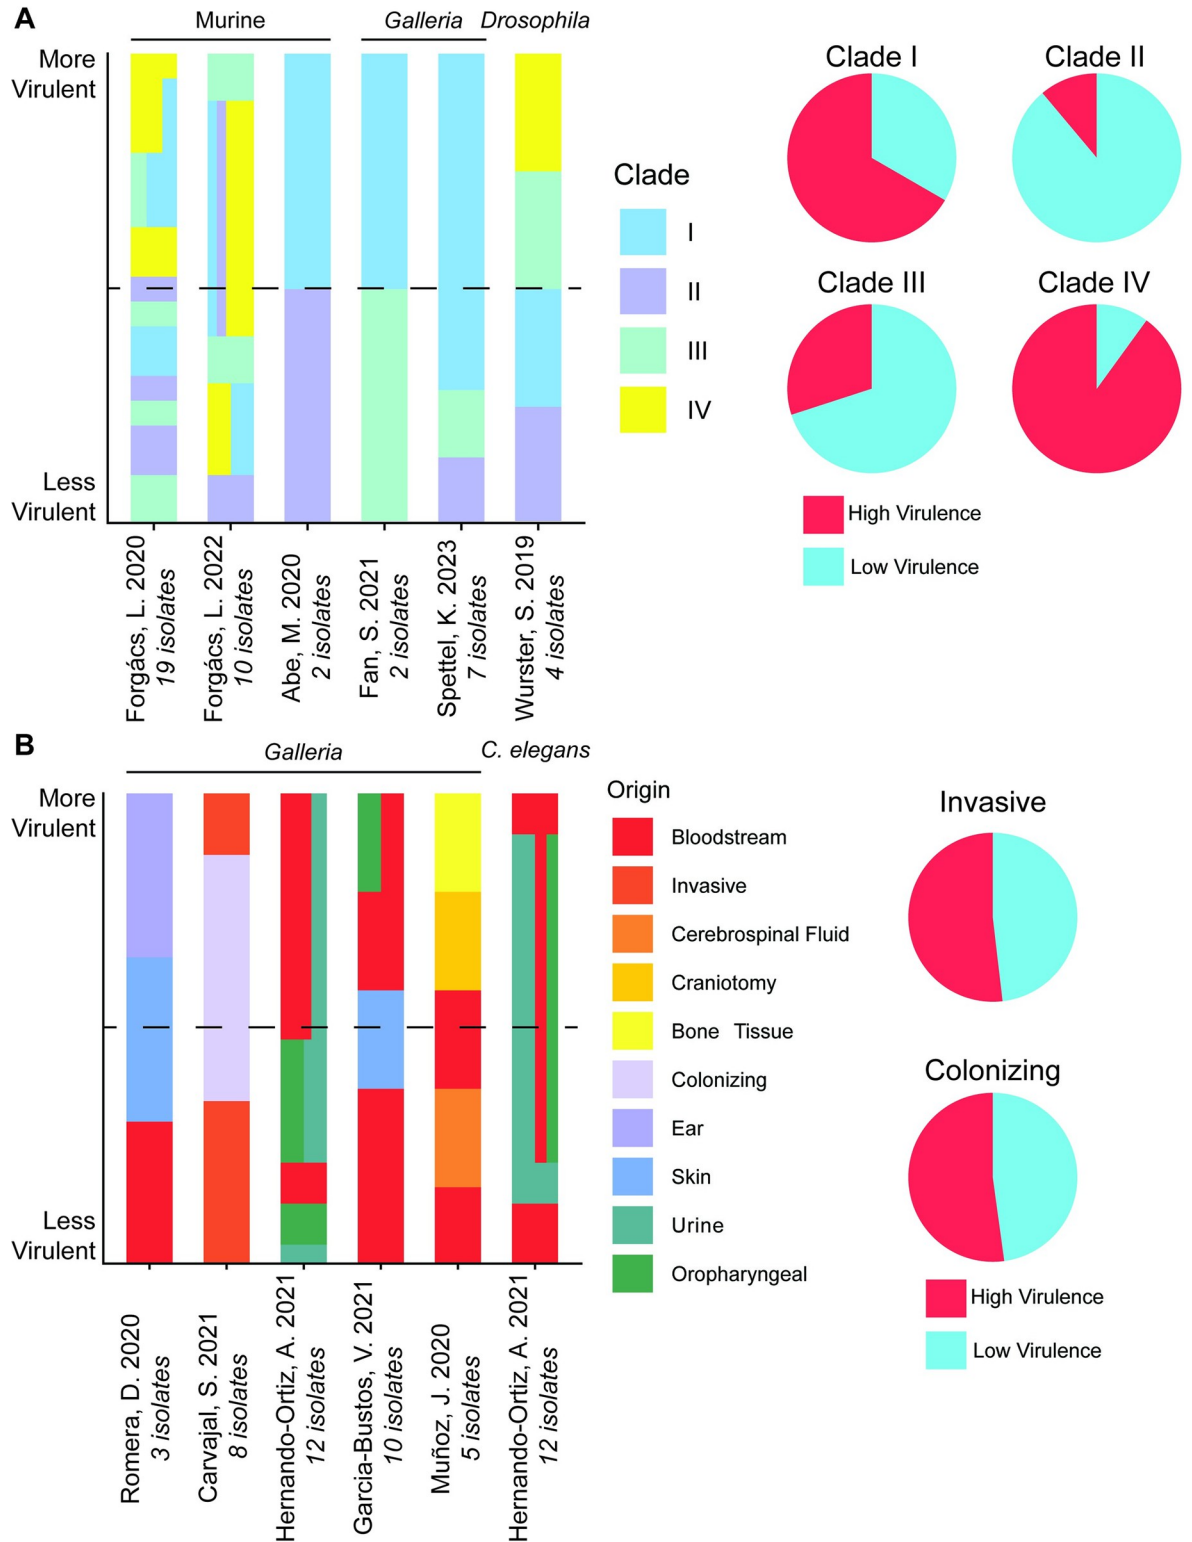 A
Murine
Galleria
Drosophila
More
Virulent
Less
Virulent
Forgács, L. 2020
19 isolates
Forgács, L. 2022
10 isolates
Abe, M. 2020
2 isolates
Fan, S. 2021
2 isolates
Spettel, K. 2023
7 isolates
Wurster, S. 2019
4 isolates
Clade
I
II
III
IV
Clade I
Clade II
Clade III
Clade IV
High Virulence
Low Virulence
B
Galleria
C. elegans
More
Virulent
Less
Virulent
Romera, D. 2020
3 isolates
Carvajal, S. 2021
8 isolates
Hernando-Ortiz, A. 2021
12 isolates
Garcia-Bustos, V. 2021
10 isolates
Muñoz, J. 2020
5 isolates
Hernando-Ortiz, A. 2021
12 isolates
Origin
Bloodstream
Invasive
Cerebrospinal Fluid
Craniotomy
Bone Tissue
Colonizing
Ear
Skin
Urine
Oropharyngeal
Invasive
Colonizing
High Virulence
Low Virulence